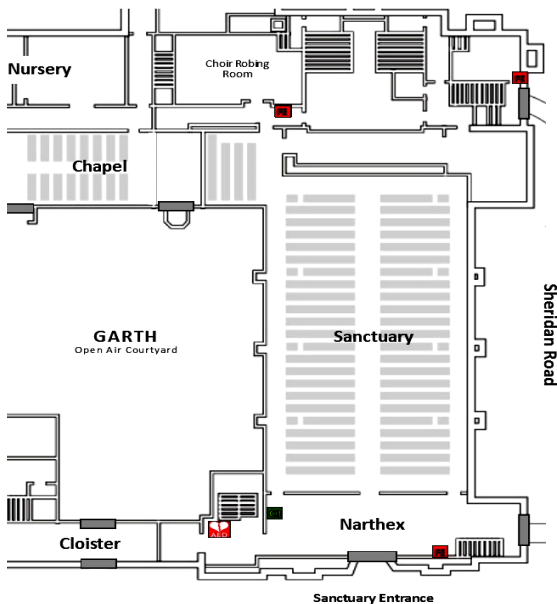 Choir Robing
Room
Nursery
Chapel
GARTH
Open Air Courtyard
Sanctuary
Sheridan Road
AED
Narthex
Cloister
Sanctuary Entrance